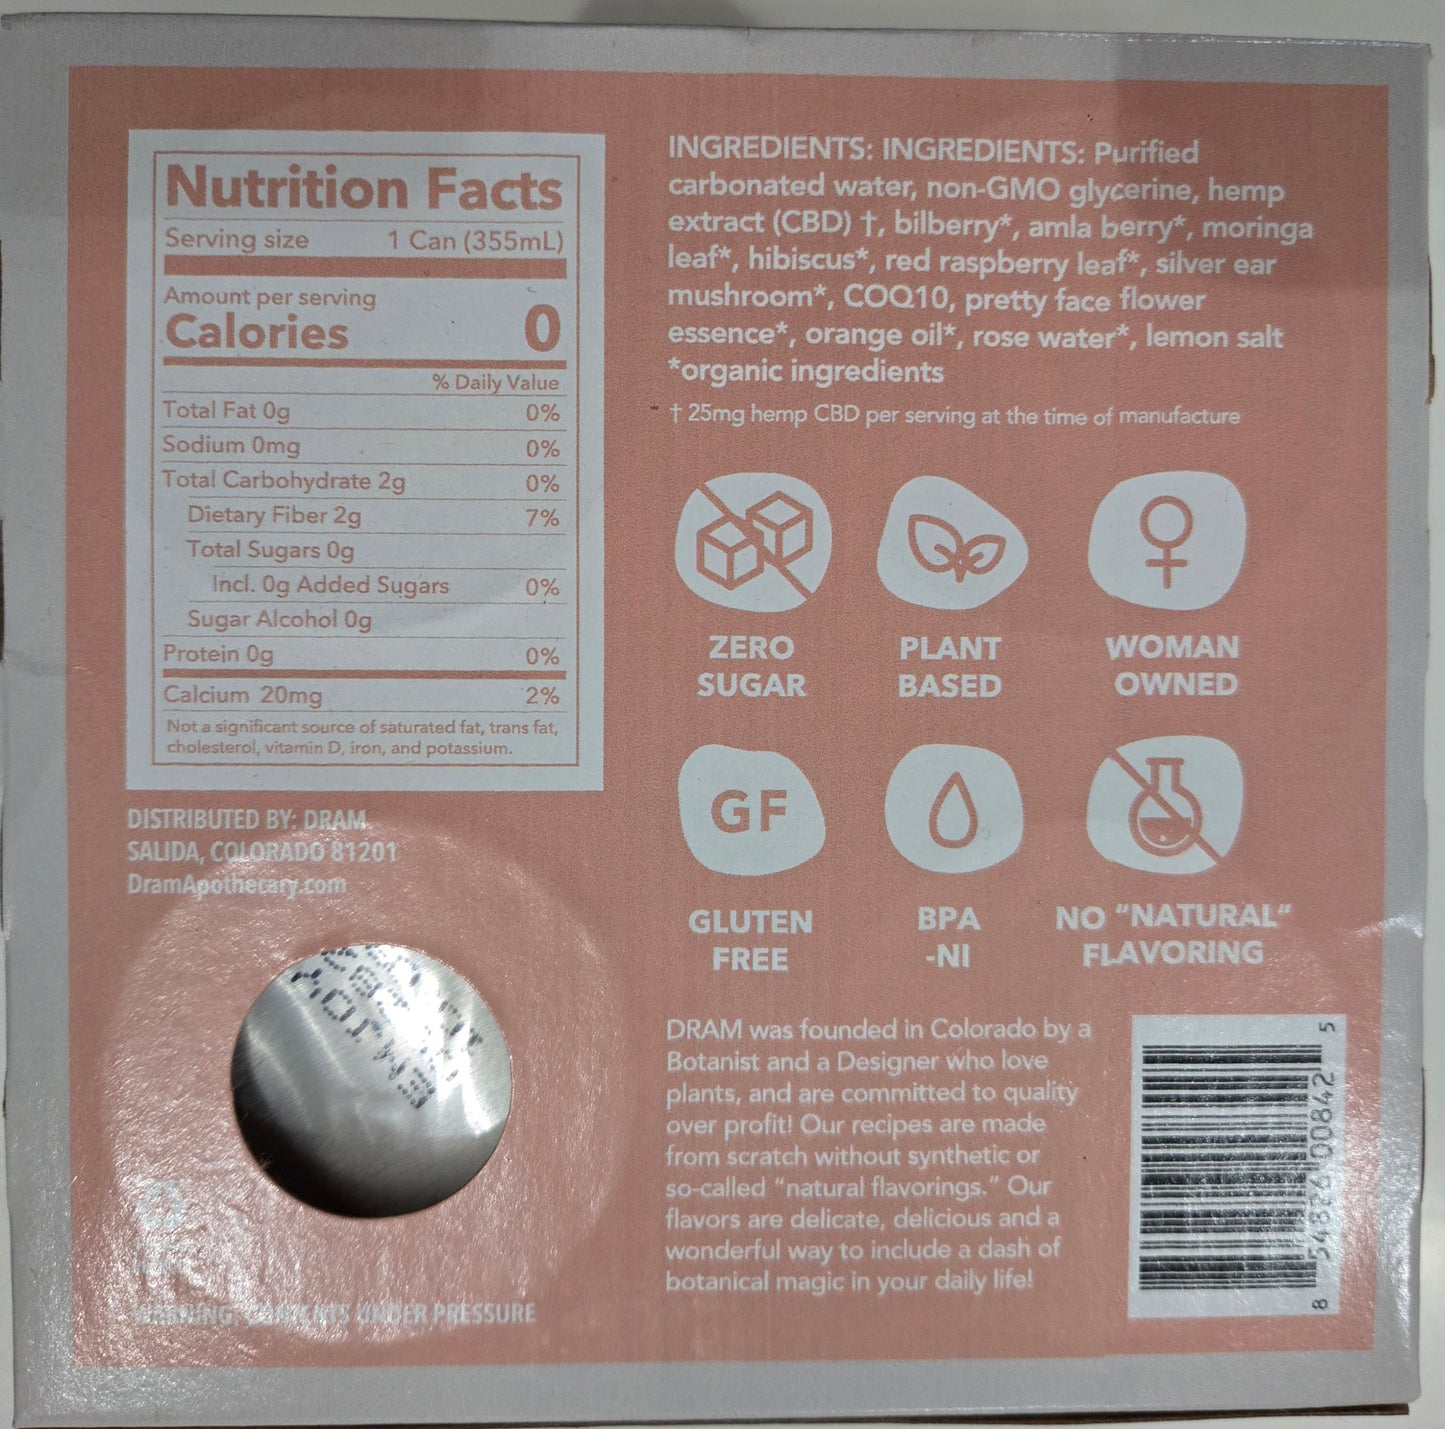 Nutrition Facts
Serving size 1 Can (355mL)
Amount per serving
Calories 0
% Daily Value
Total Fat 0g 0%
Sodium 0mg 0%
Total Carbohydrate 2g 0%
Dietary Fiber 2g 7%
Total Sugars 0g
Incl. 0g Added Sugars 0%
Sugar Alcohol 0g
Protein 0g 0%
Calcium 20mg 2%
Not a significant source of saturated fat, trans fat,
cholesterol, vitamin D, iron, and potassium.
DISTRIBUTED BY: DRAM
SALIDA, COLORADO 81201
DramApothecary.com
WARNING: CONTENTS UNDER PRESSURE
INGREDIENTS: INGREDIENTS: Purified
carbonated water, non-GMO glycerine, hemp
extract (CBD) †, bilberry*, amla berry*, moringa
leaf*, hibiscus*, red raspberry leaf*, silver ear
mushroom*, COQ10, pretty face flower
essence*, orange oil*, rose water*, lemon salt
*organic ingredients
† 25mg hemp CBD per serving at the time of manufacture
ZERO
SUGAR
PLANT
BASED
WOMAN
OWNED
GF
GLUTEN
FREE
BPA
-NI
NO "NATURAL"
FLAVORING
DRAM was founded in Colorado by a
Botanist and a Designer who love
plants, and are committed to quality
over profit! Our recipes are made
from scratch without synthetic or
so-called "natural flavorings." Our
flavors are delicate, delicious and a
wonderful way to include a dash of
botanical magic in your daily life!
8 54826 00842 5